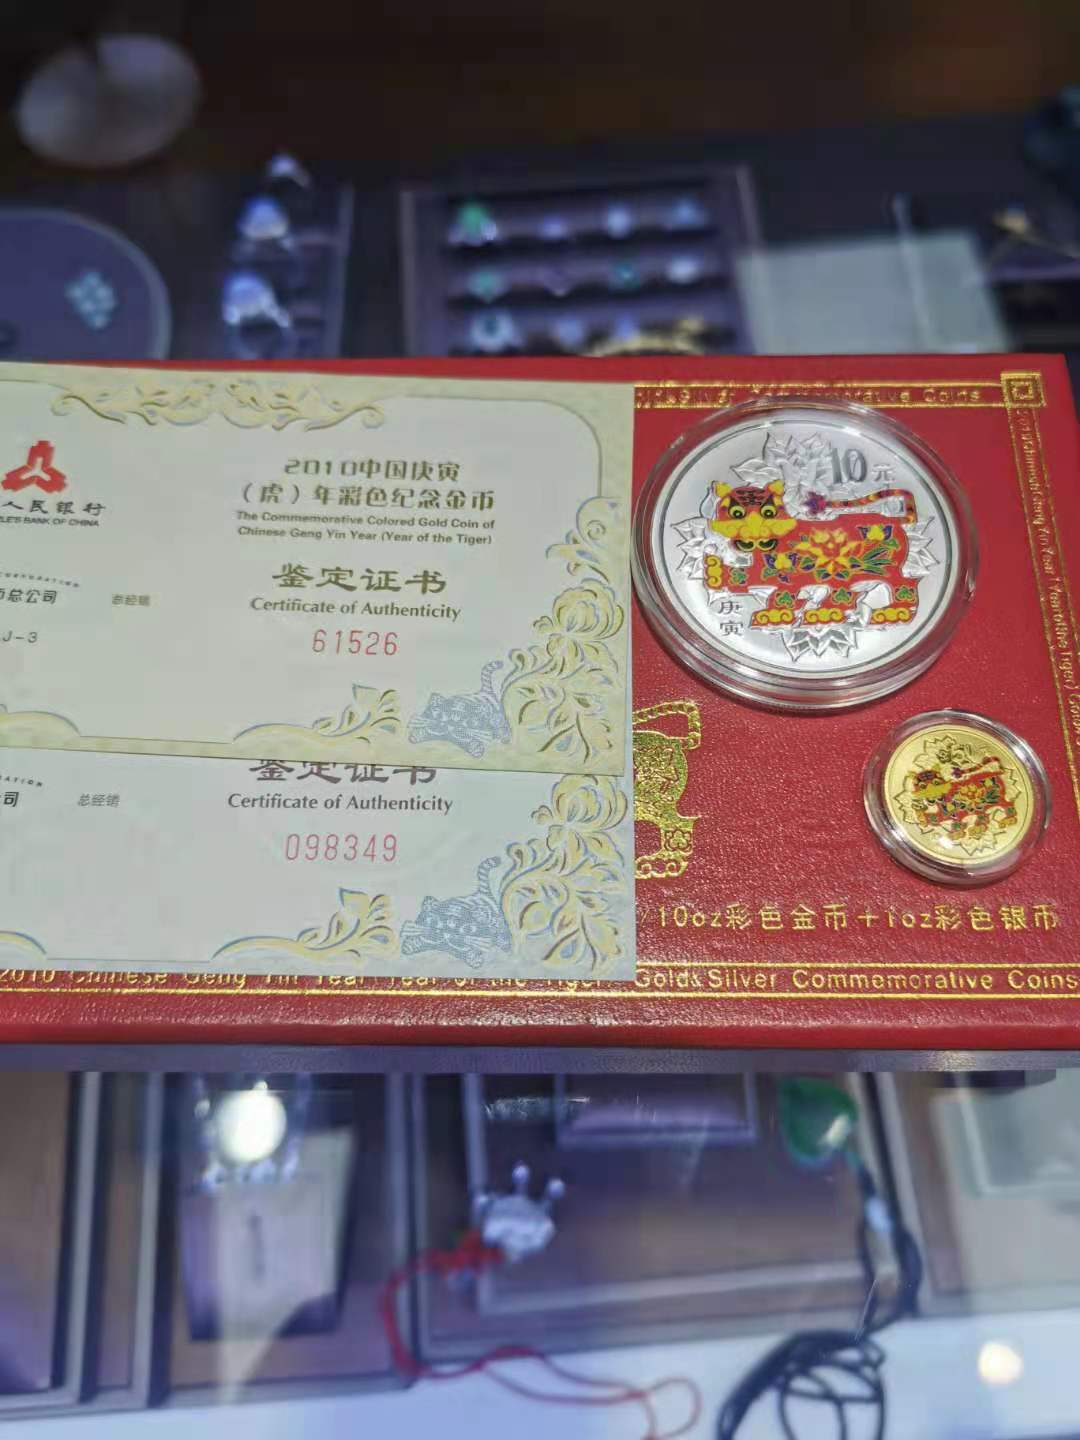 Commemorative Coins
人民银行
PLE'S BANK OF CHINA
2010中国庚寅
(虎)年彩色纪念金币
The Commemorative Colored Gold Coin of
Chinese Geng Yin Year (Year of the Tiger)
鉴定证书
Certificate of Authenticity
61526
总公司
总经销
J-3
10元
庚寅
鉴定证书
Certificate of Authenticity
098349
司
总经销
/10oz彩色金币+1oz彩色银币
2010 Chinese Geng Yin Year Year of the Tiger Gold&Silver Commemorative Coins